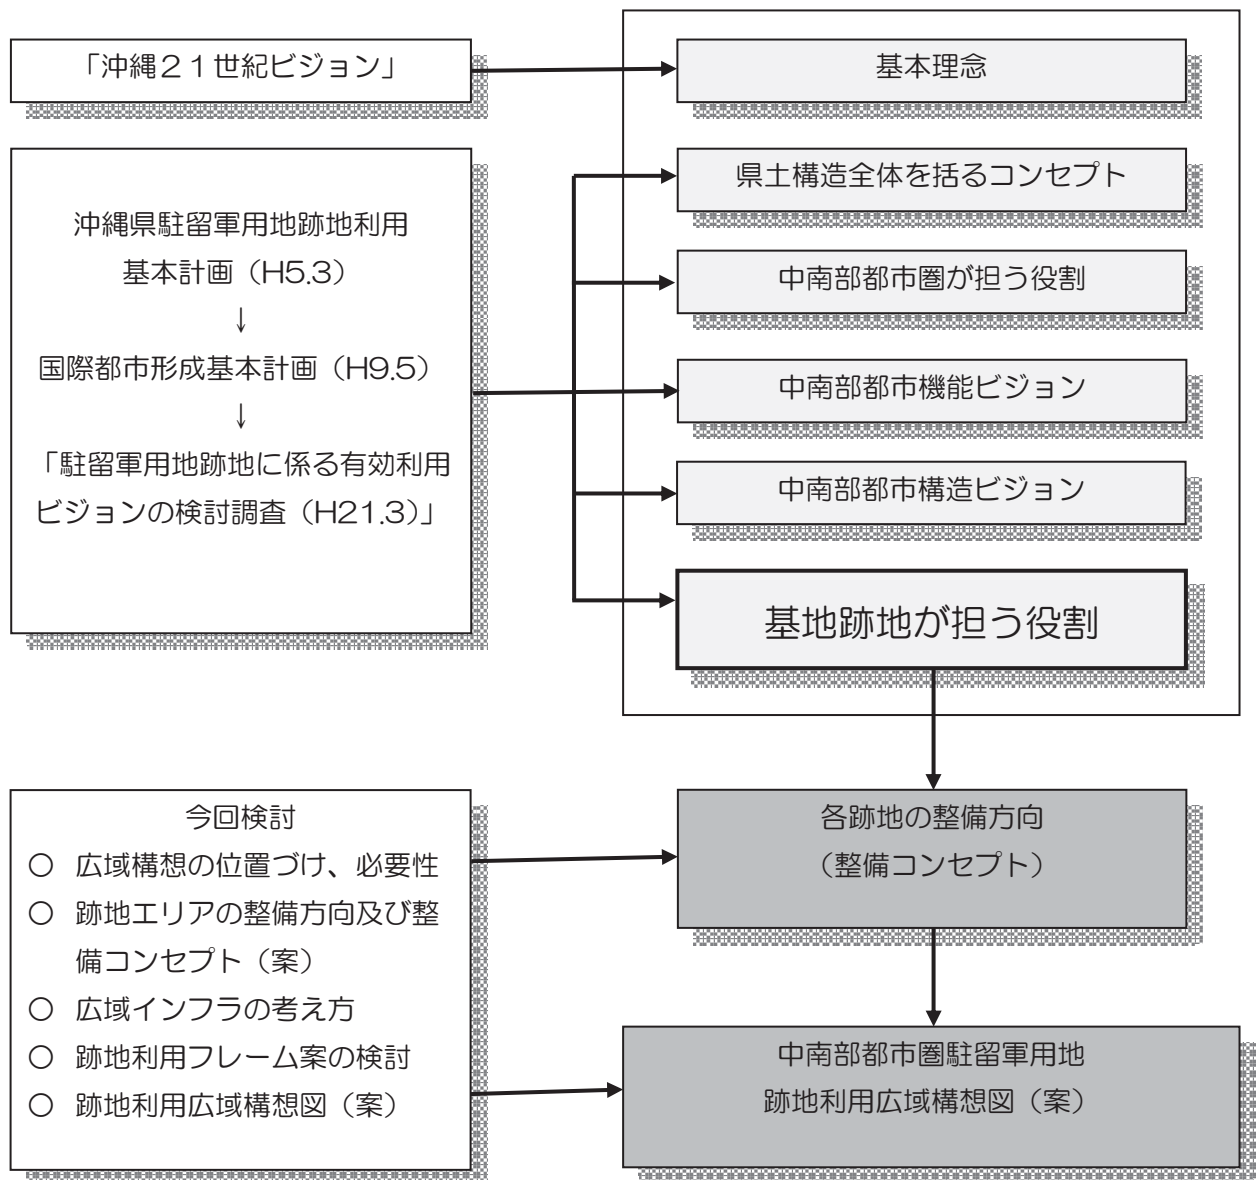 「沖縄２１世紀ビジョン」
基本理念
沖縄県駐留軍用地跡地利用
基本計画（H5.3）
↓
国際都市形成基本計画（H9.5）
↓
「駐留軍用地跡地に係る有効利用
ビジョンの検討調査（H21.3）」
県土構造全体を括るコンセプト
中南部都市圏が担う役割
中南部都市機能ビジョン
中南部都市構造ビジョン
基地跡地が担う役割
今回検討
○ 広域構想の位置づけ、必要性
○ 跡地エリアの整備方向及び整
備コンセプト（案）
○ 広域インフラの考え方
○ 跡地利用フレーム案の検討
○ 跡地利用広域構想図（案）
各跡地の整備方向
（整備コンセプト）
中南部都市圏駐留軍用地
跡地利用広域構想図（案）